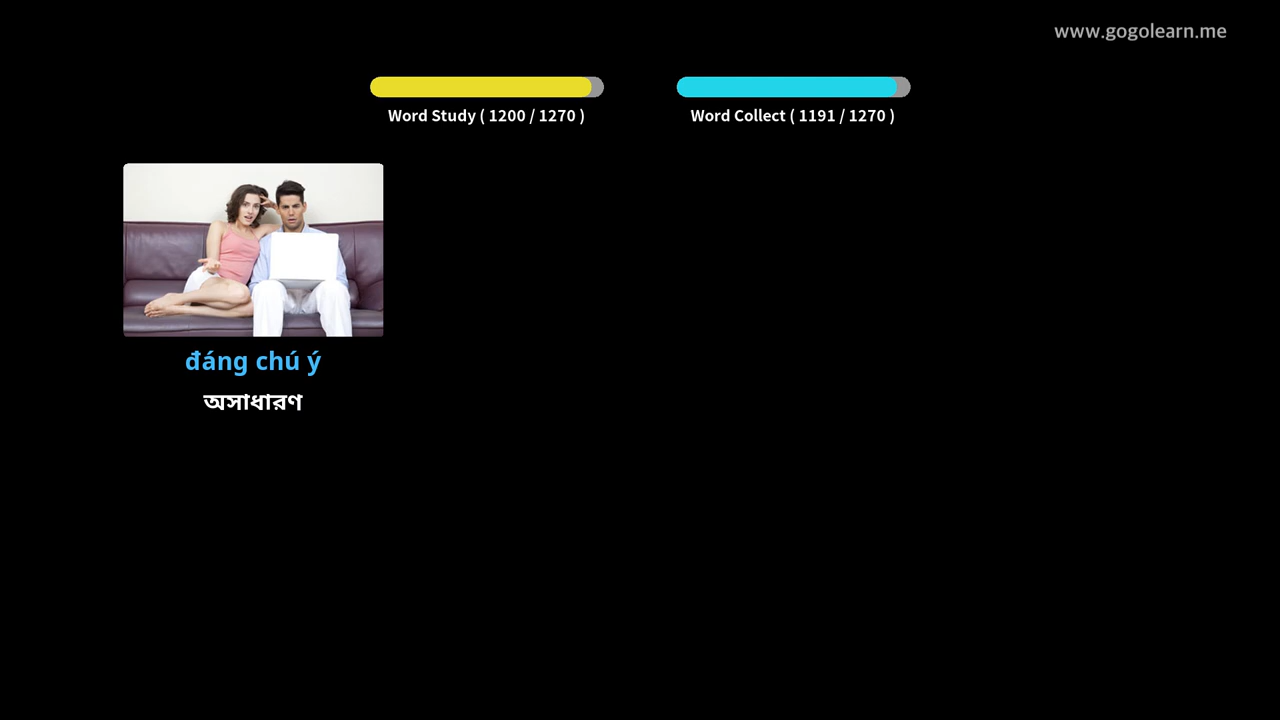 www.gogolearn.me
Word Study ( 1200 / 1270 )
Word Collect ( 1191 / 1270 )
đáng chú ý
অসাধারণ